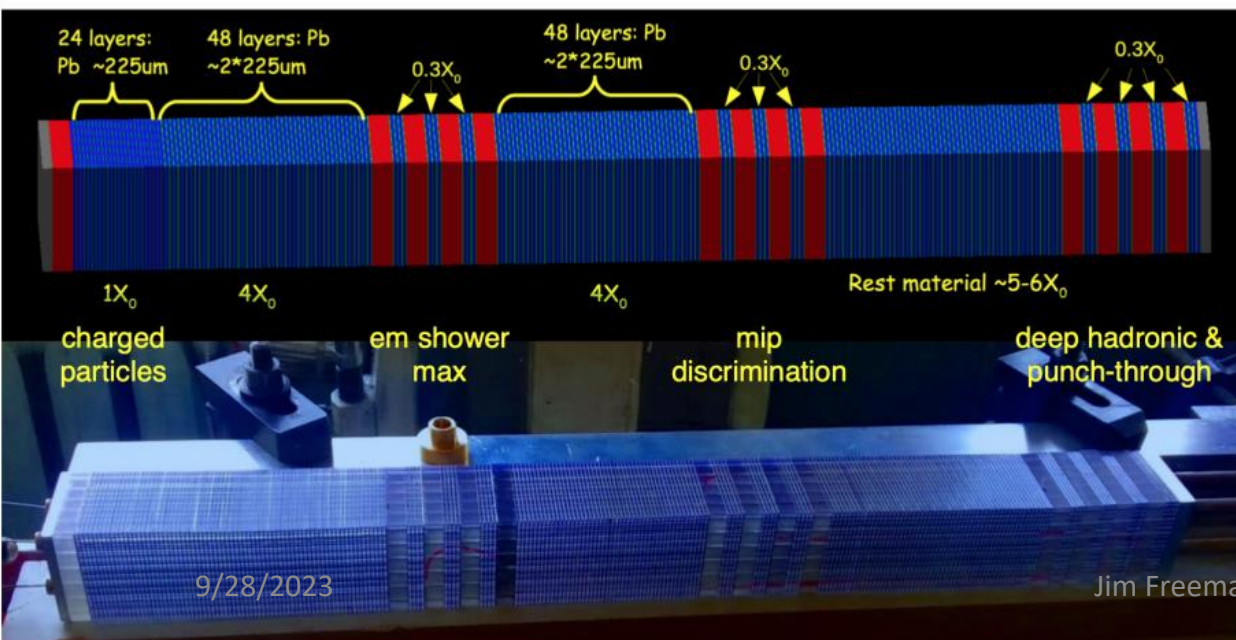 24 layers:
Pb ~225um
48 layers: Pb
~2*225um
0.3X₀
48 layers: Pb
~2*225um
0.3X₀
0.3X₀
1X₀
4X₀
4X₀
Rest material ~5-6X₀
charged
particles
em shower
max
mip
discrimination
deep hadronic &
punch-through
9/28/2023
Jim Freema